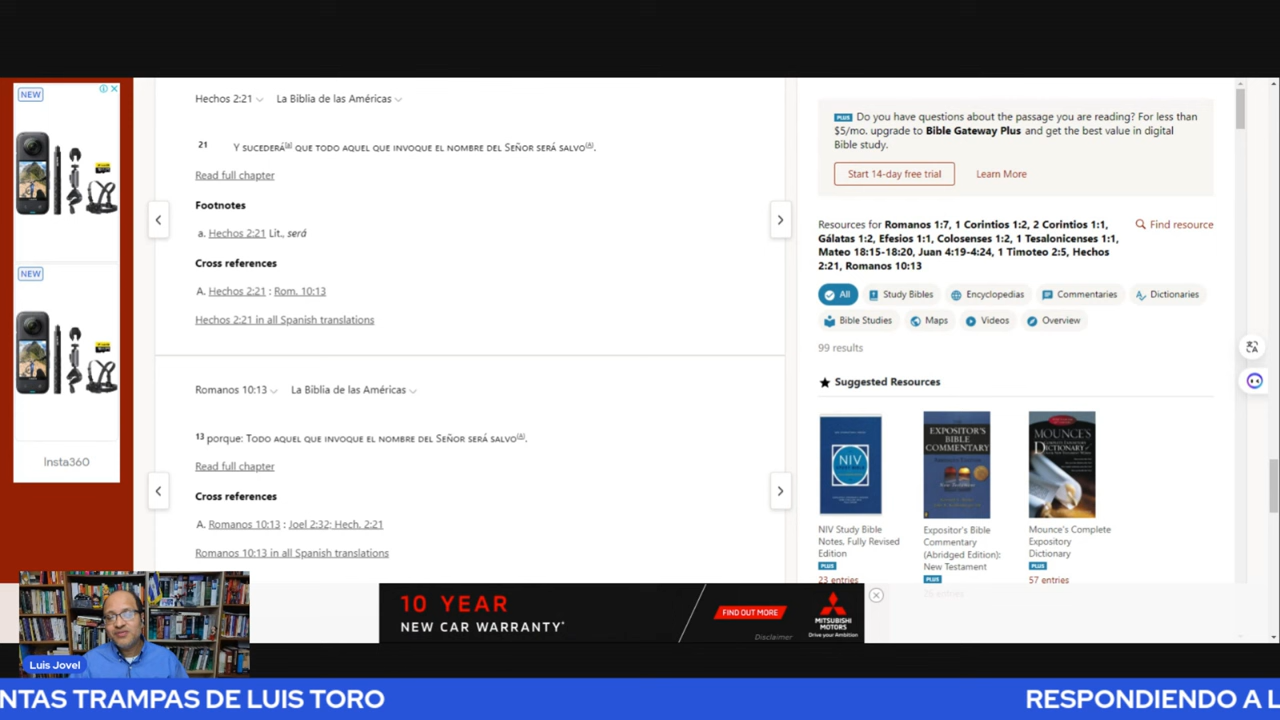 NEW
NEW
Insta360
Hechos 2:21
La Biblia de las Américas
21 Y SUCEDERÁ[a] QUE TODO AQUEL QUE INVOQUE EL NOMBRE DEL SEÑOR SERÁ SALVO[A].
Read full chapter
Footnotes
a. Hechos 2:21 Lit., será
Cross references
A. Hechos 2:21 : Rom. 10:13
Hechos 2:21 in all Spanish translations
Romanos 10:13
La Biblia de las Américas
13 porque: TODO AQUEL QUE INVOQUE EL NOMBRE DEL SEÑOR SERÁ SALVO[A].
Read full chapter
Cross references
A. Romanos 10:13 : Joel 2:32; Hech. 2:21
Romanos 10:13 in all Spanish translations
PLUS Do you have questions about the passage you are reading? For less than
$5/mo. upgrade to Bible Gateway Plus and get the best value in digital
Bible study.
Start 14-day free trial
Learn More
Resources for Romanos 1:7, 1 Corintios 1:2, 2 Corintios 1:1,
Gálatas 1:2, Efesios 1:1, Colosenses 1:2, 1 Tesalonicenses 1:1,
Mateo 18:15-18:20, Juan 4:19-4:24, 1 Timoteo 2:5, Hechos
2:21, Romanos 10:13
Find resource
All
Study Bibles
Encyclopedias
Commentaries
Dictionaries
Bible Studies
Maps
Videos
Overview
99 results
Suggested Resources
NIV
EXPOSITOR'S
BIBLE
COMMENTARY
MOUNCE'S
COMPLETE
EXPOSITORY
DICTIONARY
NIV Study Bible
Notes, Fully Revised
Edition
PLUS
23 entries
Expositor's Bible
Commentary
(Abridged Edition):
New Testament
PLUS
Mounce's Complete
Expository
Dictionary
PLUS
57 entries
10 YEAR
NEW CAR WARRANTY*
FIND OUT MORE
Disclaimer
MITSUBISHI
MOTORS
Drive your Ambition
Luis Jovel
NTAS TRAMPAS DE LUIS TORO
RESPONDIENDO A L